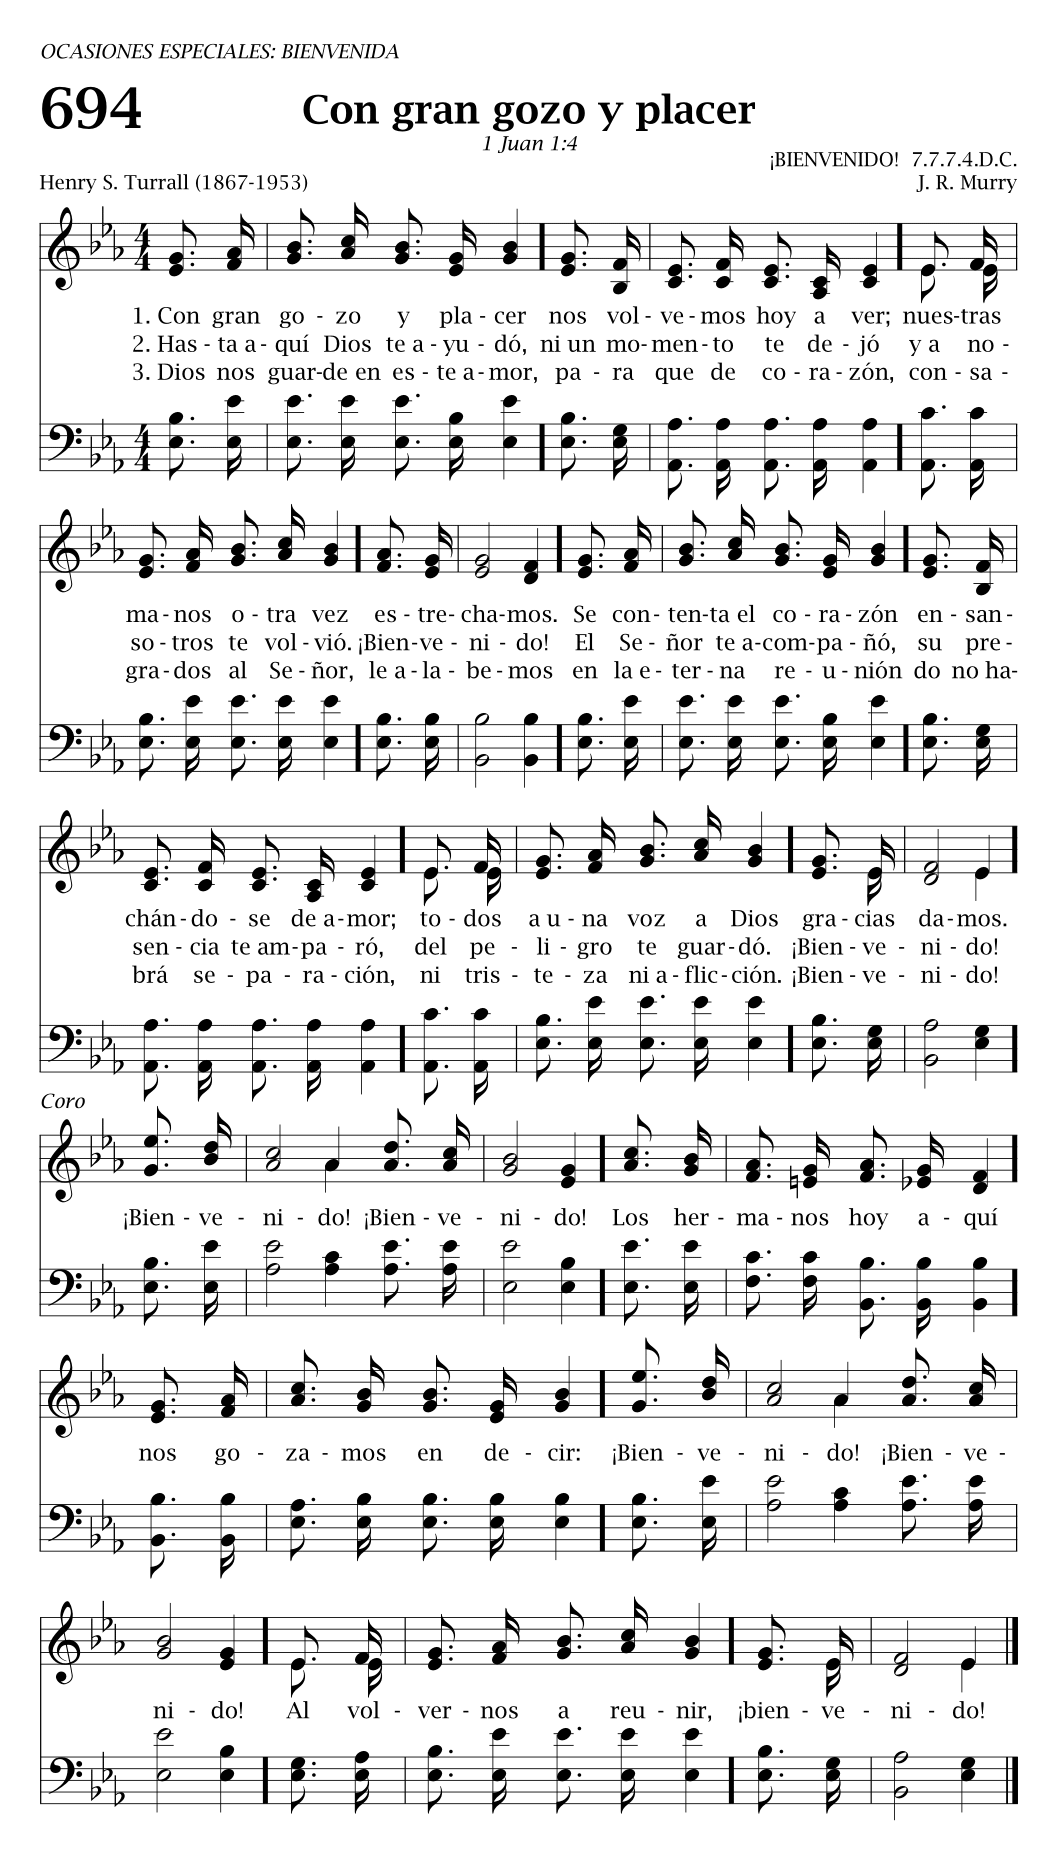 OCASIONES ESPECIALES: BIENVENIDA
694 Con gran gozo y placer
1 Juan 1:4
¡BIENVENIDO! 7.7.7.4.D.C.
Henry S. Turrall (1867-1953) J. R. Murry
1. Con gran go - zo y pla - cer nos vol - ve - mos hoy a ver; nues - tras
2. Has - ta a - quí Dios te a - yu - dó, ni un mo - men - to te de - jó y a no -
3. Dios nos guar - de en es - te a - mor, pa - ra que de co - ra - zón, con - sa -
ma - nos o - tra vez es - tre - cha - mos. Se con - ten - ta el co - ra - zón en - san -
so - tros te vol - vió. ¡Bien - ve - ni - do! El Se - ñor te a - com - pa - ñó, su pre -
gra - dos al Se - ñor, le a - la - be - mos en la e - ter - na re - u - nión do no ha -
chán - do - se de a - mor; to - dos a u - na voz a Dios gra - cias da - mos.
sen - cia te am - pa - ró, del pe - li - gro te guar - dó. ¡Bien - ve - ni - do!
brá se - pa - ra - ción, ni tris - te - za ni a - flic - ción. ¡Bien - ve - ni - do!
Coro
¡Bien - ve - ni - do! ¡Bien - ve - ni - do! Los her - ma - nos hoy a - quí
nos go - za - mos en de - cir: ¡Bien - ve - ni - do! ¡Bien - ve -
ni - do! Al vol - ver - nos a reu - nir, ¡bien - ve - ni - do!